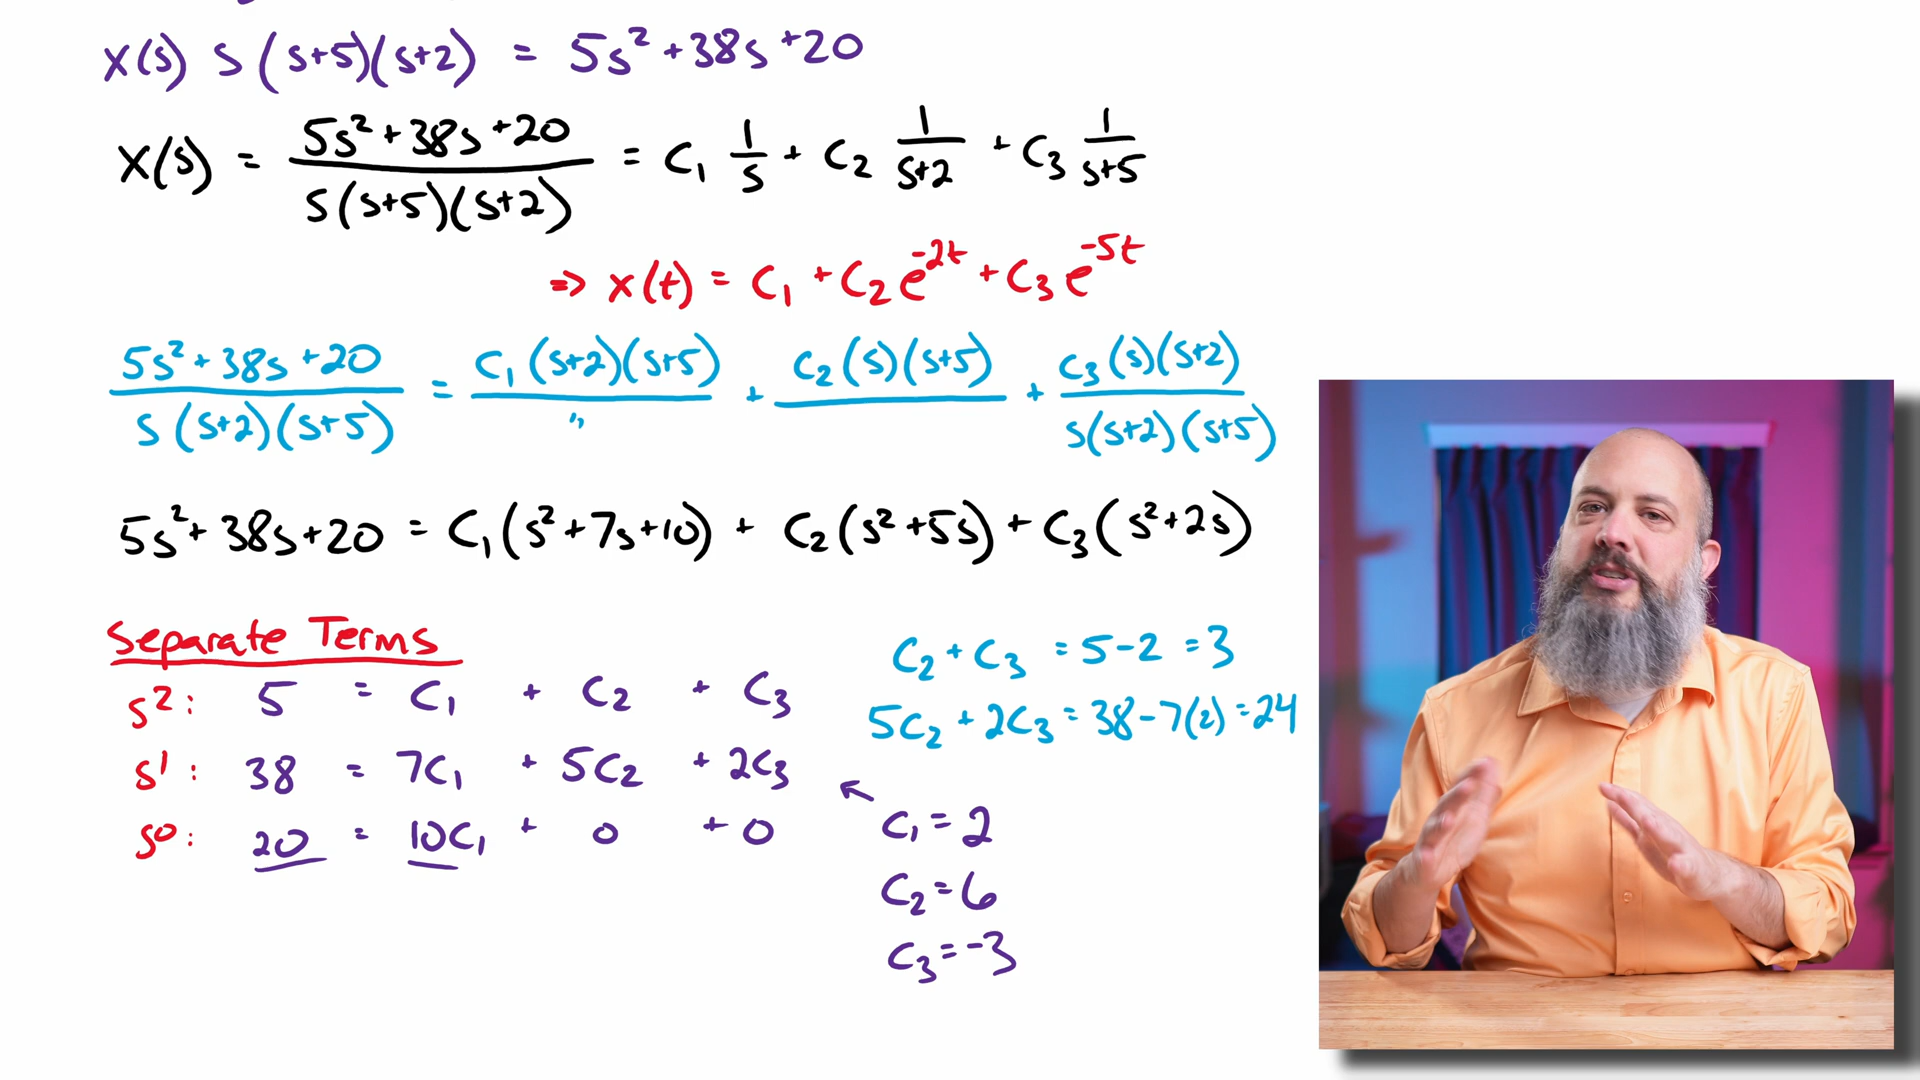 X(s) s(s+5)(s+2) = 5s²+38s+20
X(s) = (5s²+38s+20)/(s(s+5)(s+2)) = C₁ 1/s + C₂ 1/(s+2) + C₃ 1/(s+5)
⇒ x(t) = C₁ + C₂e^(-2t) + C₃e^(-5t)
(5s²+38s+20)/(s(s+2)(s+5)) = C₁(s+2)(s+5)/" + C₂(s)(s+5)/ + C₃(s)(s+2)/(s(s+2)(s+5))
5s²+38s+20 = C₁(s²+7s+10) + C₂(s²+5s) + C₃(s²+2s)
Separate Terms
s²: 5 = C₁ + C₂ + C₃
s¹: 38 = 7C₁ + 5C₂ + 2C₃
s⁰: 20 = 10C₁ + 0 + 0
C₂ + C₃ = 5-2 = 3
5C₂ + 2C₃ = 38-7(2) = 24
C₁ = 2
C₂ = 6
C₃ = -3